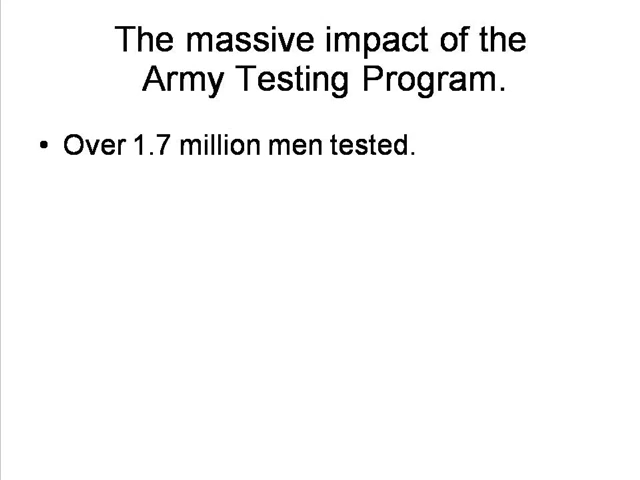 The massive impact of the
Army Testing Program.
• Over 1.7 million men tested.